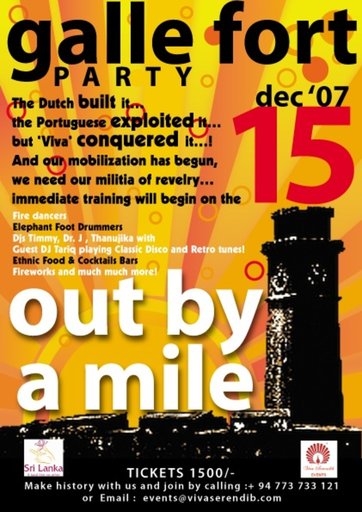 galle fort
PARTY
dec '07
15
The Dutch built it...
the Portuguese exploited it...
but 'Viva' conquered it...!
And our mobilization has begun,
we need our militia of revelry...
immediate training will begin on the
Fire dancers
Elephant Foot Drummers
Djs Timmy, Dr. J , Thanujika with
Guest DJ Tariq playing Classic Disco and Retro tunes!
Ethnic Food & Cocktails Bars
Fireworks and much much more!
out by
a mile
Sri Lanka
Viva Serendib
EVENTS
TICKETS 1500/-
Make history with us and join by calling :+ 94 773 733 121
or Email : events@vivaserendib.com